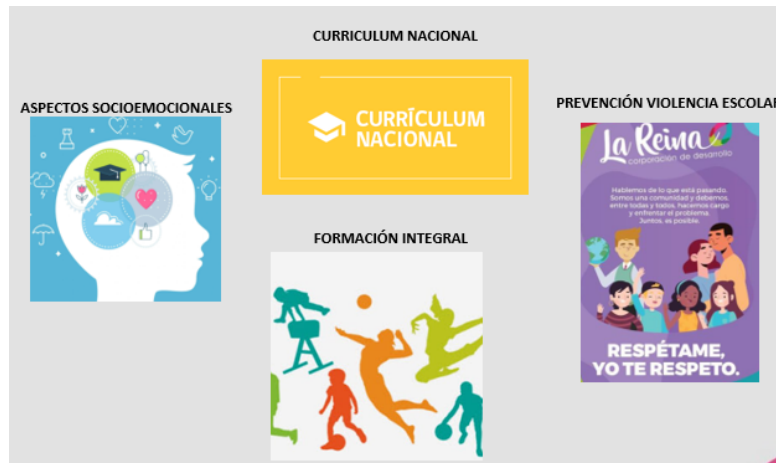 CURRICULUM NACIONAL
CURRĪCULUM
NACIONAL
ASPECTOS SOCIOEMOCIONALES
PREVENCIÓN VIOLENCIA ESCOLAR
La Reina
corporación de desarrollo
Hablemos de lo que está pasando.
Somos una comunidad y debemos,
entre todas y todos, hacernos cargo
y enfrentar el problema.
Juntos, es posible.
RESPÉTAME,
YO TE RESPETO.
FORMACIÓN INTEGRAL